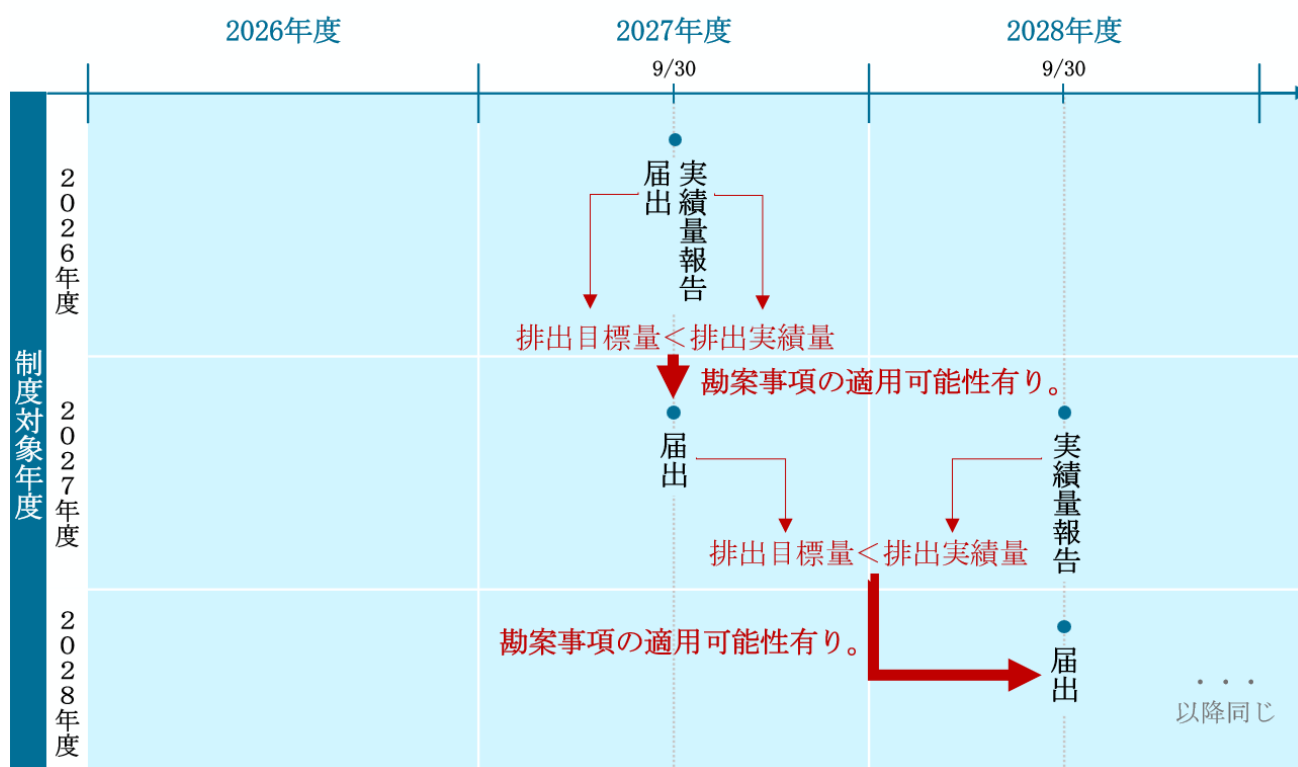 2026年度
2027年度
2028年度
9/30
9/30
制度対象年度
2026年度
届出
実績量報告
排出目標量＜排出実績量
勘案事項の適用可能性有り。
2027年度
届出
実績量報告
排出目標量＜排出実績量
2028年度
勘案事項の適用可能性有り。
届出
・・・
以降同じ